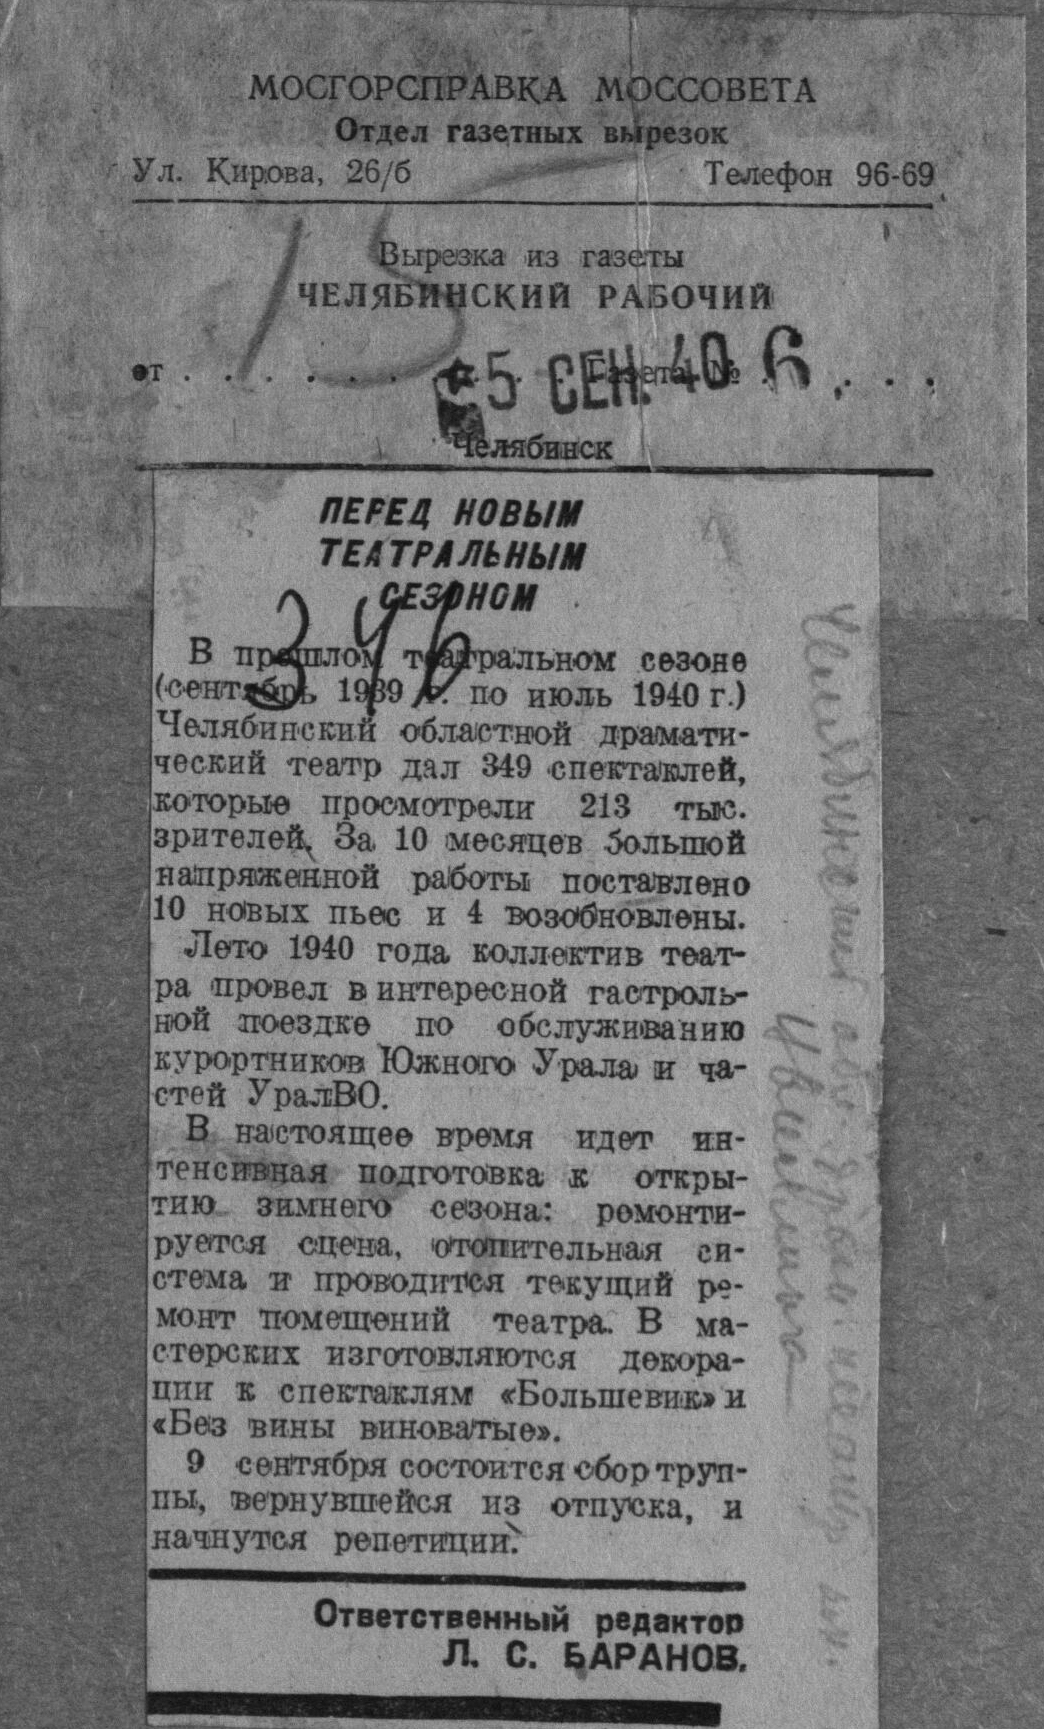 МОСГОРСПРАВКА МОССОВЕТА
Отдел газетных вырезок
Ул. Кирова, 26/б Телефон 96-69
15
Вырезка из газеты
ЧЕЛЯБИНСКИЙ РАБОЧИЙ
от . . . . . . 5 СЕН. 40 Газета № 6 . . .
Челябинск
ПЕРЕД НОВЫМ
ТЕАТРАЛЬНЫМ
СЕЗОНОМ
346
В прошлом театральном сезоне
(сентябрь 1939 г. по июль 1940 г.)
Челябинский областной драмати-
ческий театр дал 349 спектаклей,
которые просмотрели 213 тыс.
зрителей. За 10 месяцев большой
напряженной работы поставлено
10 новых пьес и 4 возобновлены.
Лето 1940 года коллектив теат-
ра провел в интересной гастроль-
ной поездке по обслуживанию
курортников Южного Урала и ча-
стей УралВО.
В настоящее время идет ин-
тенсивная подготовка к откры-
тию зимнего сезона: ремонти-
руется сцена, отопительная си-
стема и проводится текущий ре-
монт помещений театра. В ма-
стерских изготовляются декора-
ции к спектаклям «Большевик» и
«Без вины виноватые».
9 сентября состоится сбор труп-
пы, вернувшейся из отпуска, и
начнутся репетиции.
Ответственный редактор
Л. С. БАРАНОВ.
Челябинский обл.